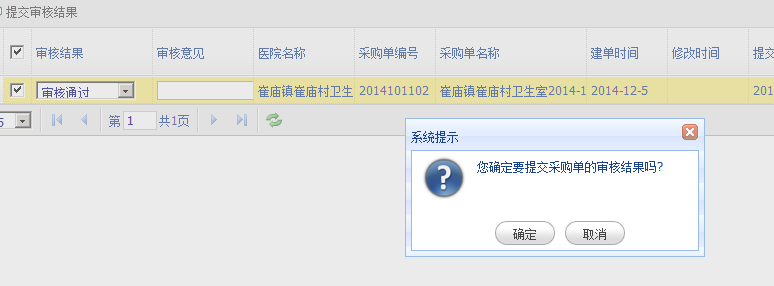 提交审核结果
审核结果 审核意见 医院名称 采购单编号 采购单名称 建单时间 修改时间 提交
审核通过 崔庙镇崔庙村卫生 2014101102 崔庙镇崔庙村卫生室2014-1 2014-12-5 201
5 第 1 共1页
系统提示
您确定要提交采购单的审核结果吗?
确定 取消